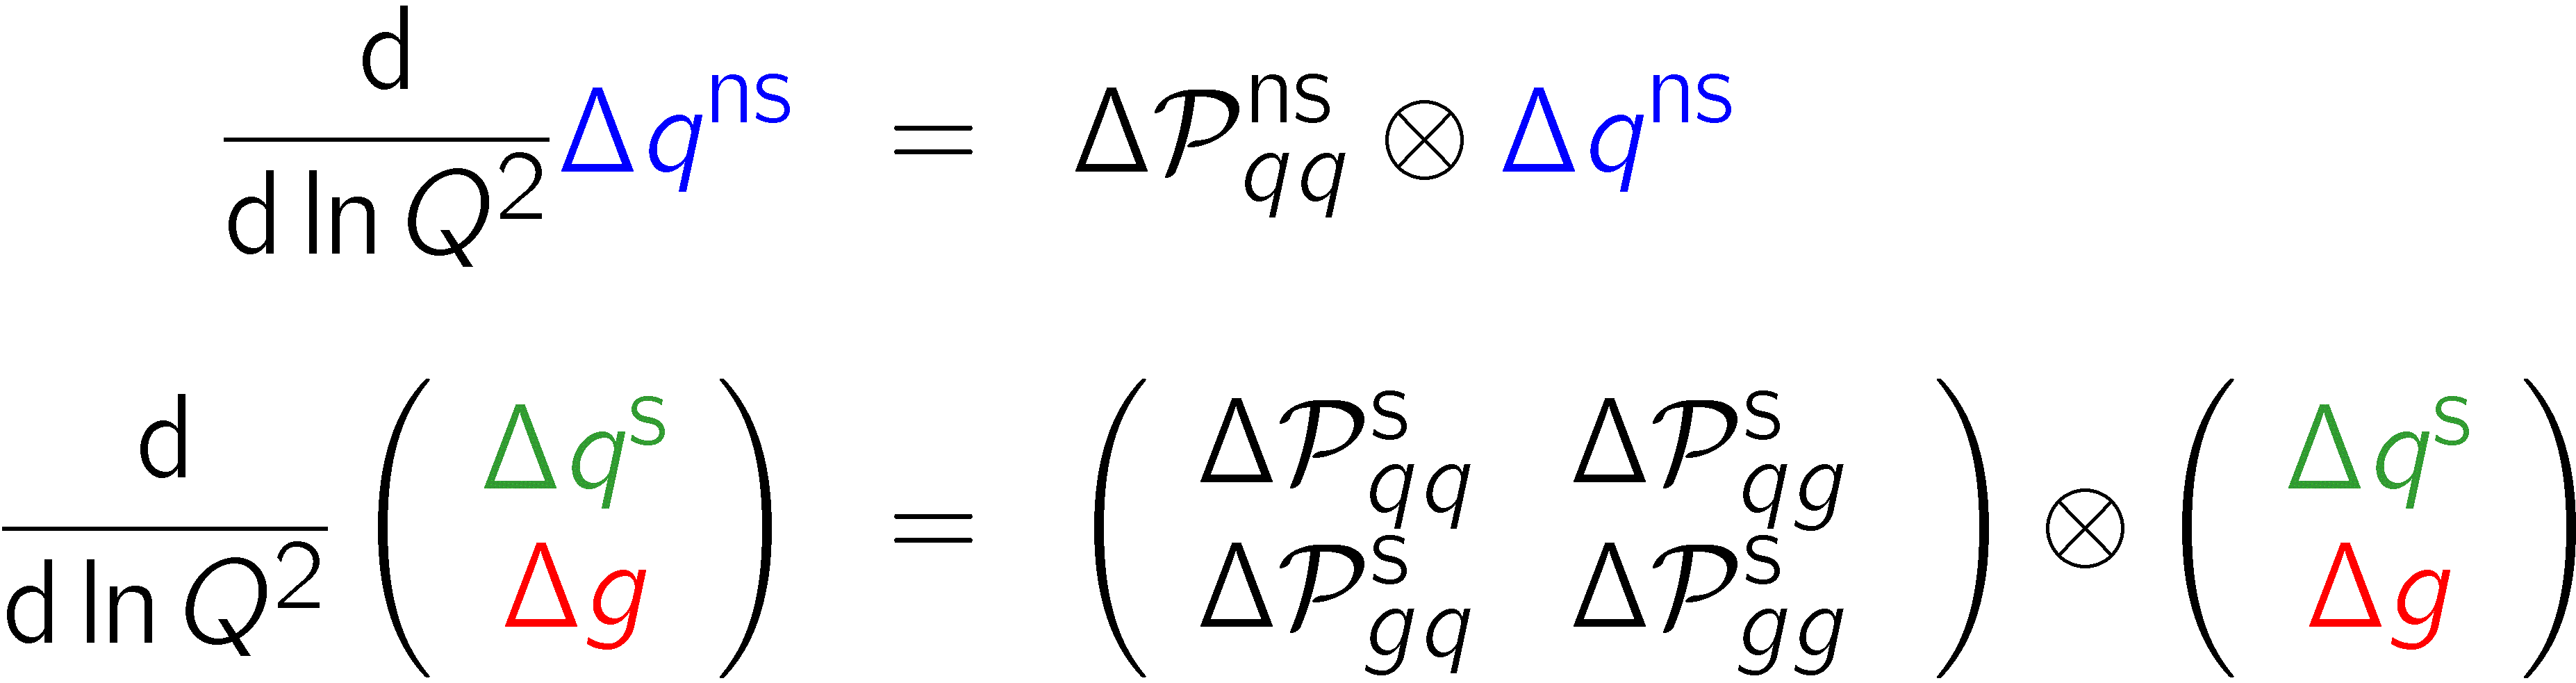 d/(d ln Q²) Δq^ns = Δ𝒫_qq^ns ⊗ Δq^ns
d/(d ln Q²) ( Δq^s ; Δg ) = ( Δ𝒫_qq^s Δ𝒫_qg^s ; Δ𝒫_gq^s Δ𝒫_gg^s ) ⊗ ( Δq^s ; Δg )